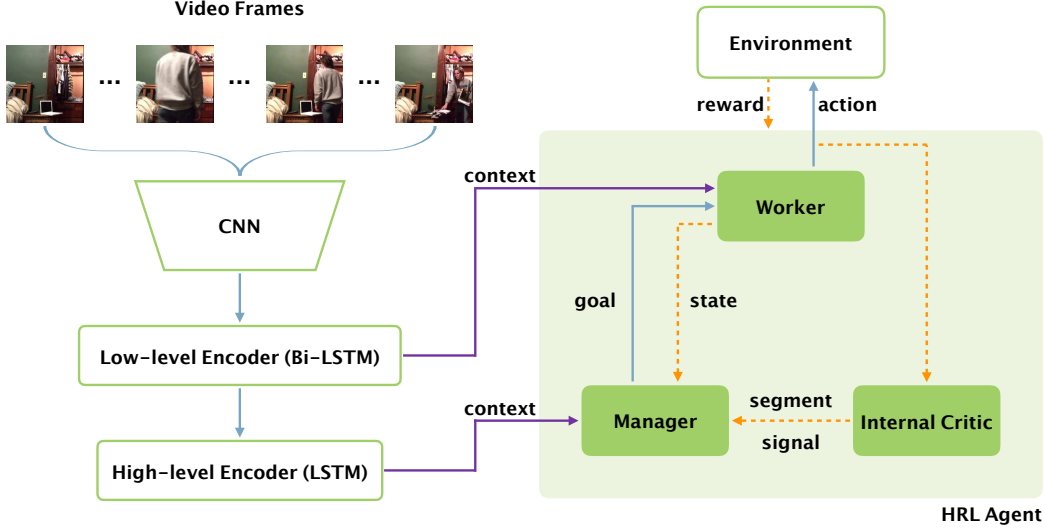 Video Frames
... ... ...
CNN
Low-level Encoder (Bi-LSTM)
High-level Encoder (LSTM)
context
context
Environment
reward
action
Worker
goal
state
Manager
segment
signal
Internal Critic
HRL Agent